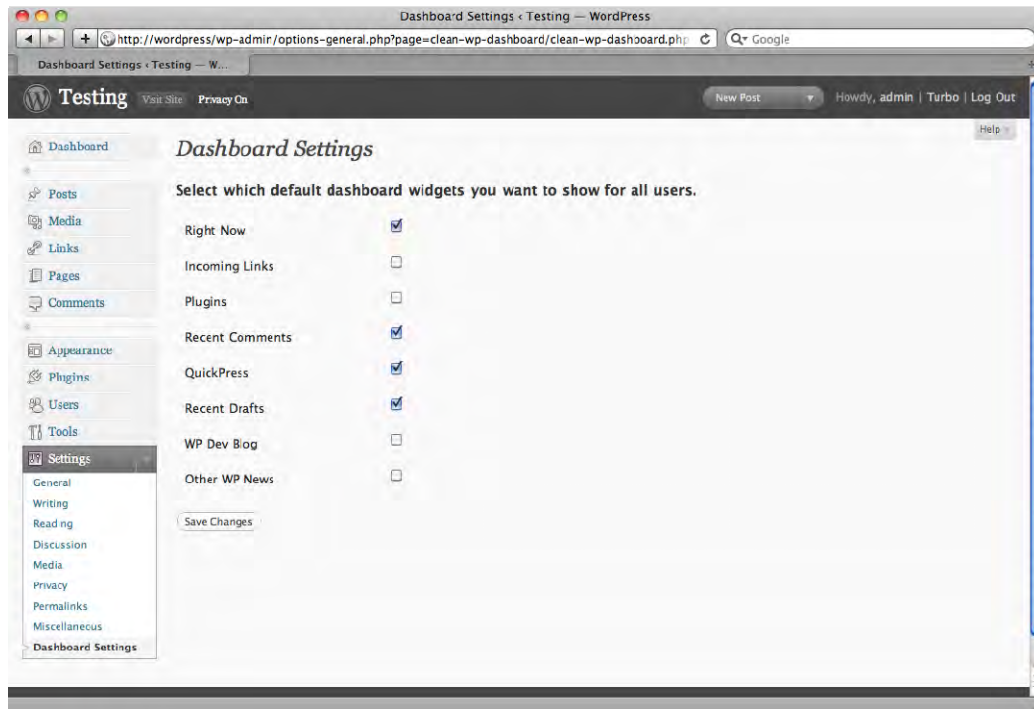 Dashboard Settings ‹ Testing — WordPress
http://wordpress/wp-admin/options-general.php?page=clean-wp-dashboard/clean-wp-dashboard.php
Google
Dashboard Settings ‹ Testing — W...
Testing Visit Site Privacy On New Post Howdy, admin | Turbo | Log Out
Help
Dashboard
Posts
Media
Links
Pages
Comments
Appearance
Plugins
Users
Tools
Settings
General
Writing
Reading
Discussion
Media
Privacy
Permalinks
Miscellaneous
Dashboard Settings
Dashboard Settings
Select which default dashboard widgets you want to show for all users.
Right Now
Incoming Links
Plugins
Recent Comments
QuickPress
Recent Drafts
WP Dev Blog
Other WP News
Save Changes